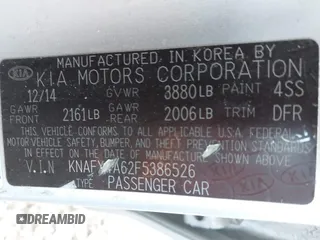 MANUFACTURED IN KOREA BY
KIA KIA MOTORS CORPORATION
12/14 GVWR 3880LB PAINT 4SS
GAWR FRONT 2161LB GAWR REAR 2006LB TRIM DFR
THIS VEHICLE CONFORMS TO ALL APPLICABLE FEDERAL
MOTOR VEHICLE SAFETY, BUMPER, AND THEFT PREVENTION
STANDARDS IN EFFECT ON THE DATE OF MANUFACTURE
SHOWN ABOVE.
V.I.N
TYPE: PASSENGER CAR
DREAMBID